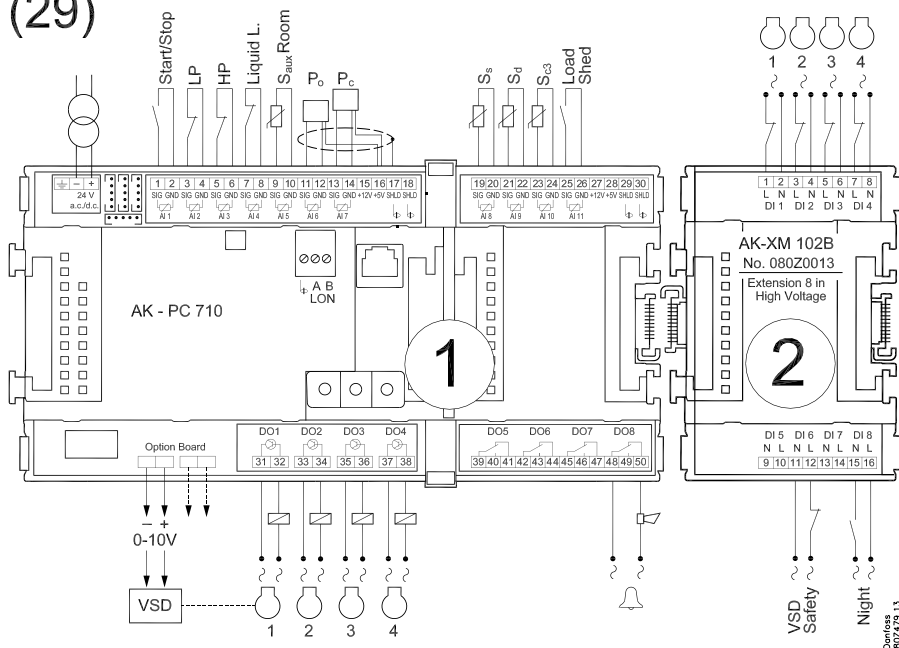 (29)
Start/Stop
LP
HP
Liquid L.
Saux Room
Po
Pc
Ss
Sd
Sc3
Load
Shed
1 2 3 4
− +
24 V
a.c./d.c.
1 2 3 4 5 6 7 8 9 10 11 12 13 14 15 16 17 18
SIG GND SIG GND SIG GND SIG GND SIG GND SIG GND SIG GND +12V +5V SHLD SHLD
AI 1 AI 2 AI 3 AI 4 AI 5 AI 6 AI 7
19 20 21 22 23 24 25 26 27 28 29 30
SIG GND SIG GND SIG GND SIG GND +12V +5V SHLD SHLD
AI 8 AI 9 AI 10 AI 11
1 2 3 4 5 6 7 8
L N L N L N L N
DI 1 DI 2 DI 3 DI 4
AK - PC 710
A B
LON
1
AK-XM 102B
No. 080Z0013
Extension 8 in
High Voltage
2
Option Board
DO1 DO2 DO3 DO4
31 32 33 34 35 36 37 38
DO5 DO6 DO7 DO8
39 40 41 42 43 44 45 46 47 48 49 50
DI 5 DI 6 DI 7 DI 8
N L N L N L N L
9 10 11 12 13 14 15 16
− +
0-10V
VSD
1 2 3 4
VSD
Safety
Night
Danfoss
80Z479_13